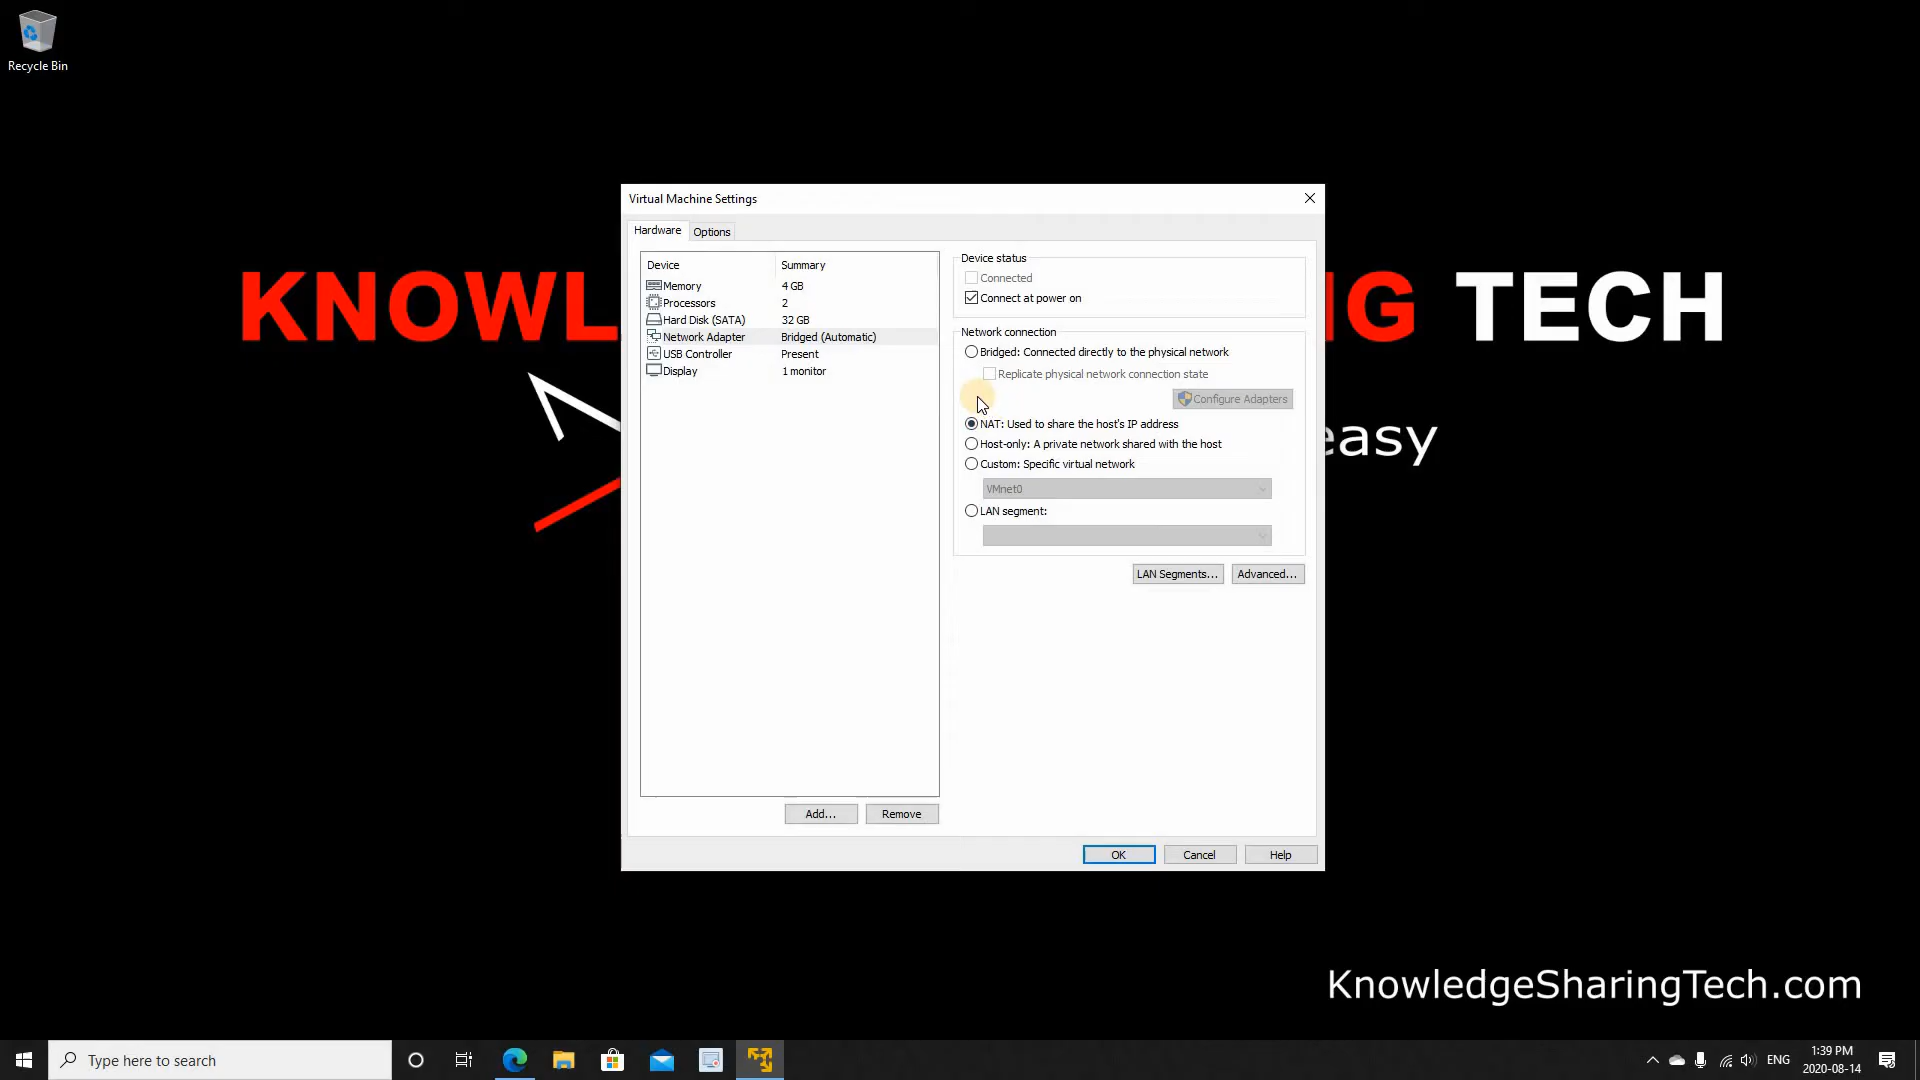 Recycle Bin
KNOWL
NG TECH
easy
Virtual Machine Settings
Hardware
Options
Device Summary
Memory 4 GB
Processors 2
Hard Disk (SATA) 32 GB
Network Adapter Bridged (Automatic)
USB Controller Present
Display 1 monitor
Add...
Remove
Device status
Connected
Connect at power on
Network connection
Bridged: Connected directly to the physical network
Replicate physical network connection state
Configure Adapters
NAT: Used to share the host's IP address
Host-only: A private network shared with the host
Custom: Specific virtual network
VMnet0
LAN segment:
LAN Segments...
Advanced...
OK
Cancel
Help
KnowledgeSharingTech.com
Type here to search
ENG
1:39 PM
2020-08-14